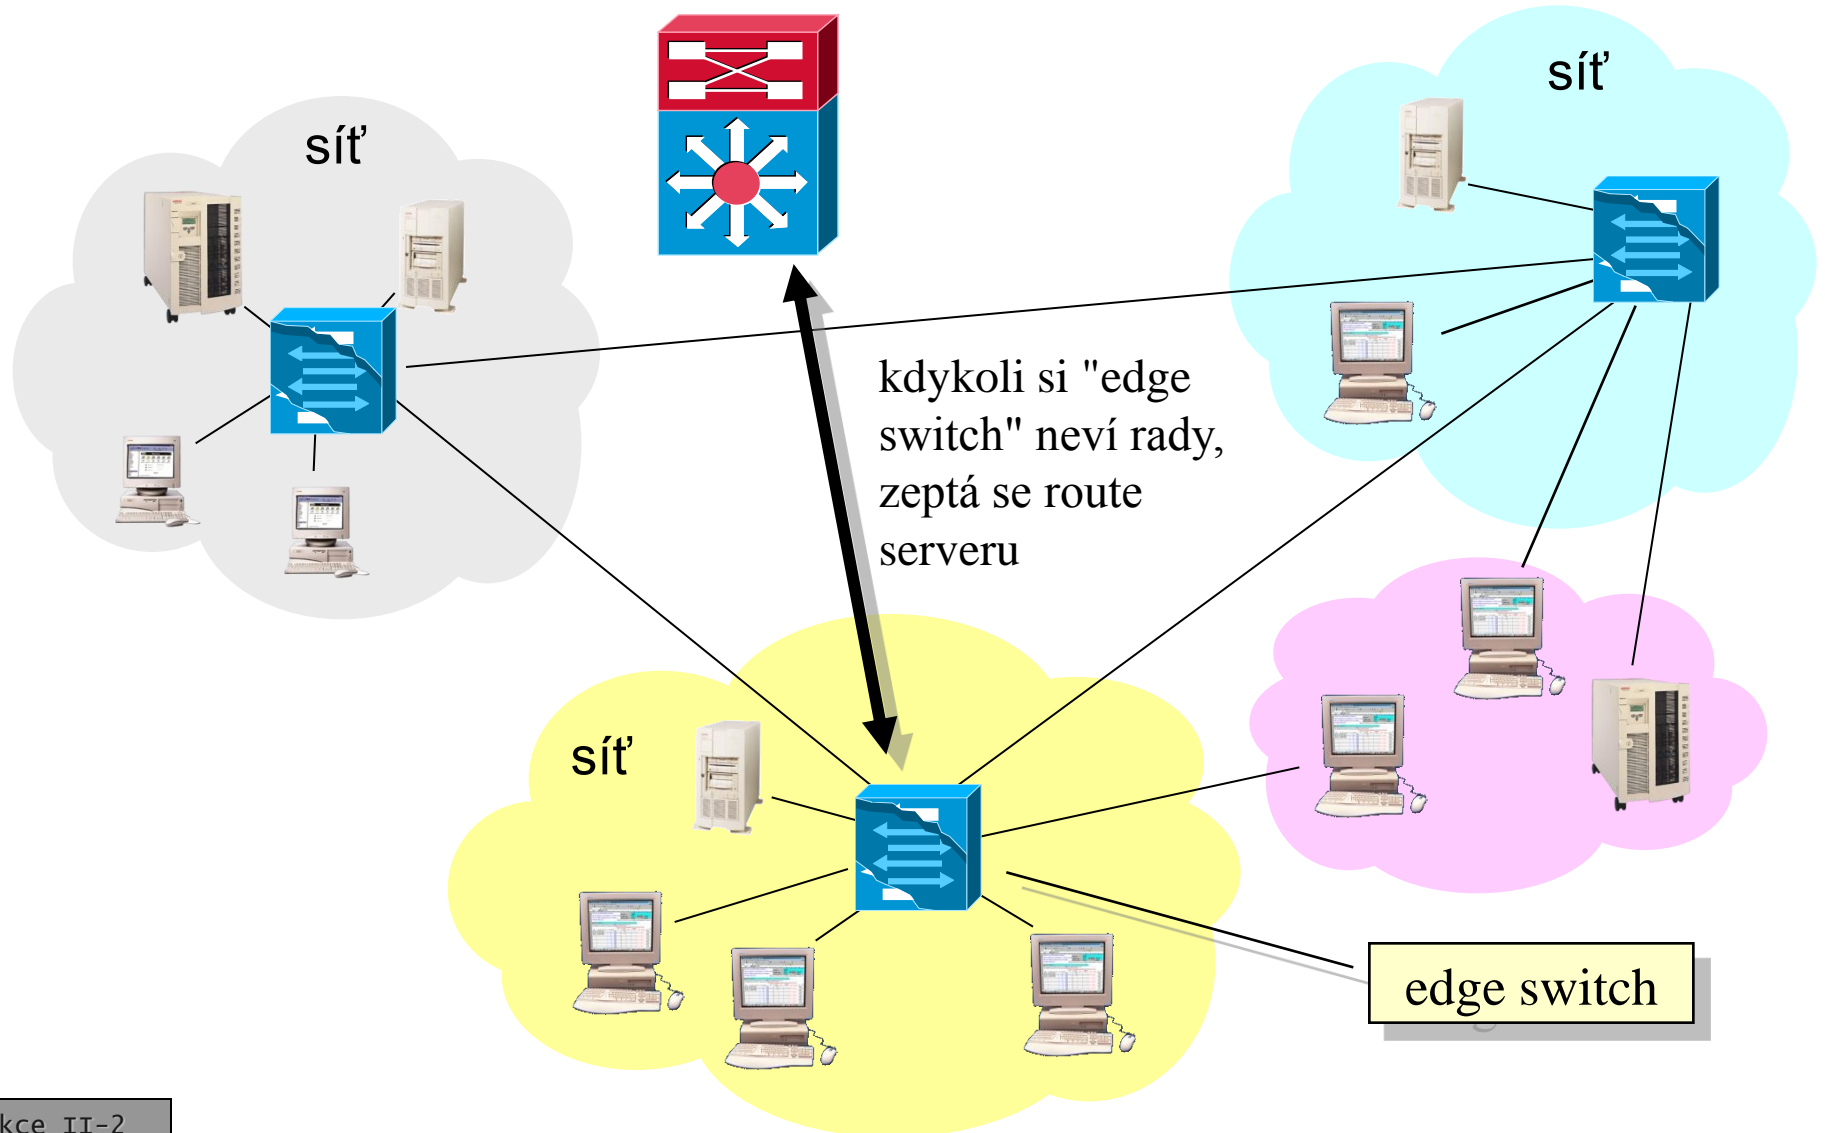 síť
síť
kdykoli si "edge
switch" neví rady,
zeptá se route
serveru
síť
edge switch
kce II-2